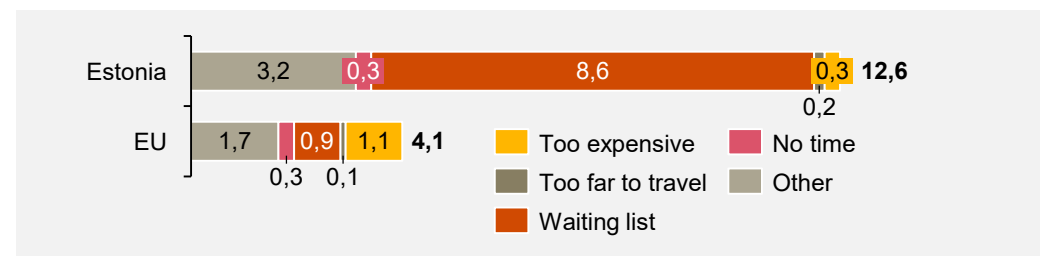 Estonia 3,2 0,3 8,6 0,3 12,6
0,2
EU 1,7 0,9 1,1 4,1
0,3 0,1
Too expensive No time
Too far to travel Other
Waiting list